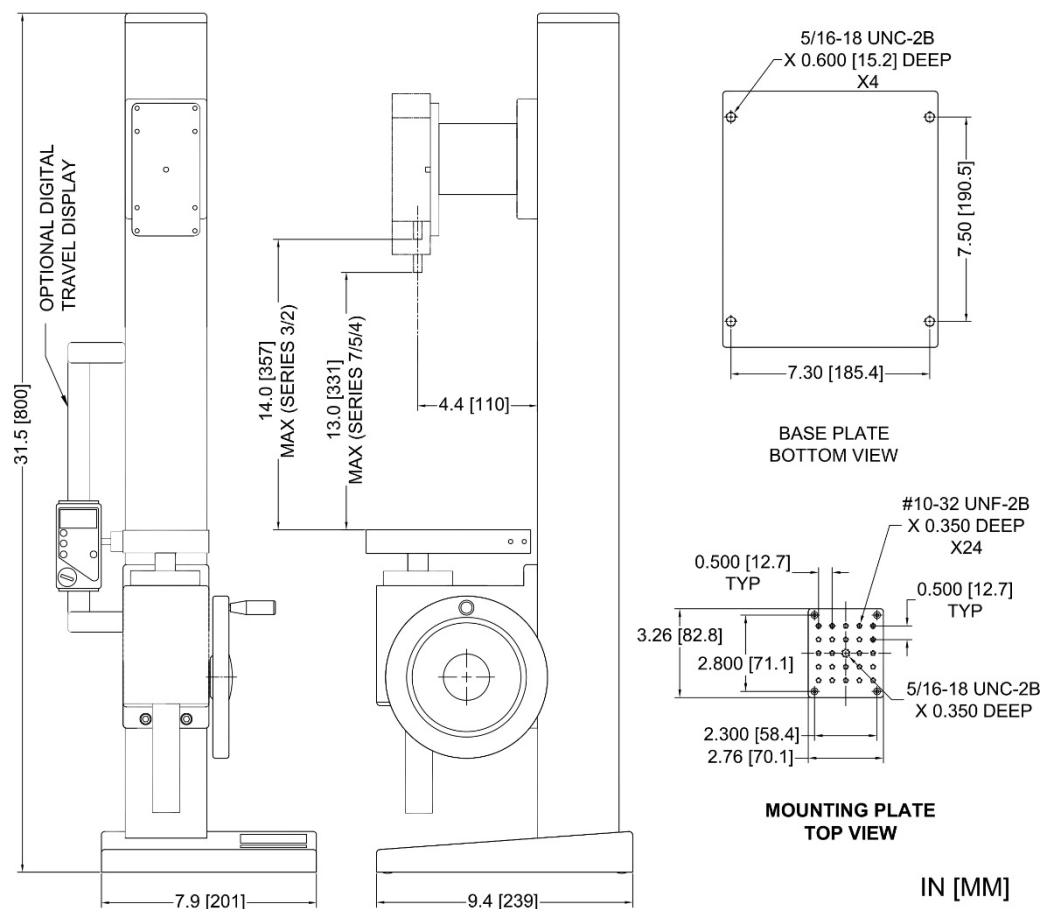 31.5 [800]
OPTIONAL DIGITAL
TRAVEL DISPLAY
7.9 [201]
14.0 [357]
MAX (SERIES 3/2)
13.0 [331]
MAX (SERIES 7/5/4)
4.4 [110]
9.4 [239]
5/16-18 UNC-2B
X 0.600 [15.2] DEEP
X4
7.50 [190.5]
7.30 [185.4]
BASE PLATE
BOTTOM VIEW
#10-32 UNF-2B
X 0.350 DEEP
X24
0.500 [12.7]
TYP
0.500 [12.7]
TYP
3.26 [82.8]
2.800 [71.1]
5/16-18 UNC-2B
X 0.350 DEEP
2.300 [58.4]
2.76 [70.1]
MOUNTING PLATE
TOP VIEW
IN [MM]